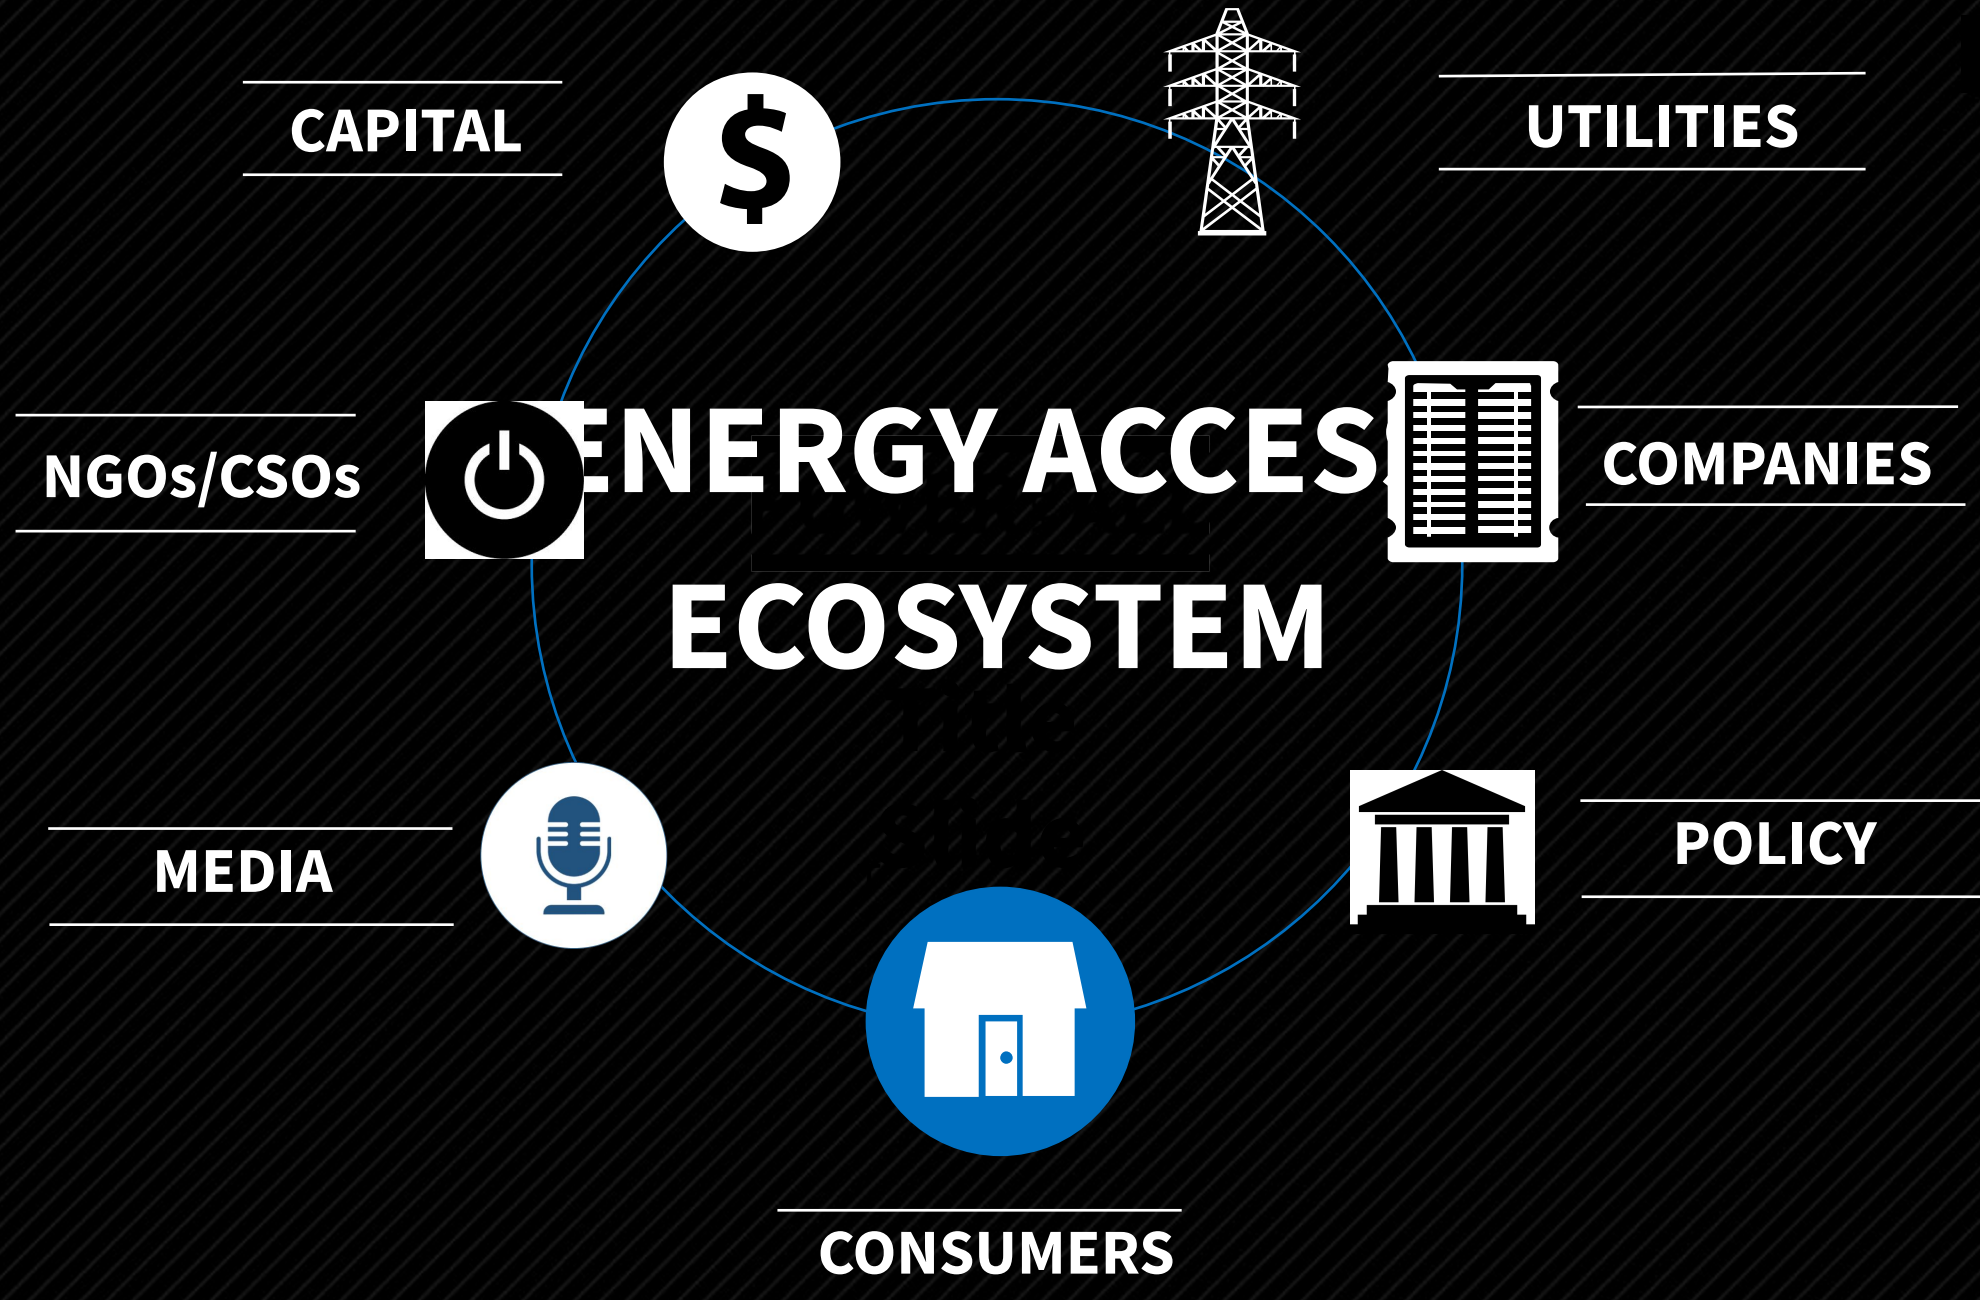 CAPITAL
$
UTILITIES
ENERGY ACCESS
NGOs/CSOs
COMPANIES
ECOSYSTEM
MEDIA
POLICY
CONSUMERS